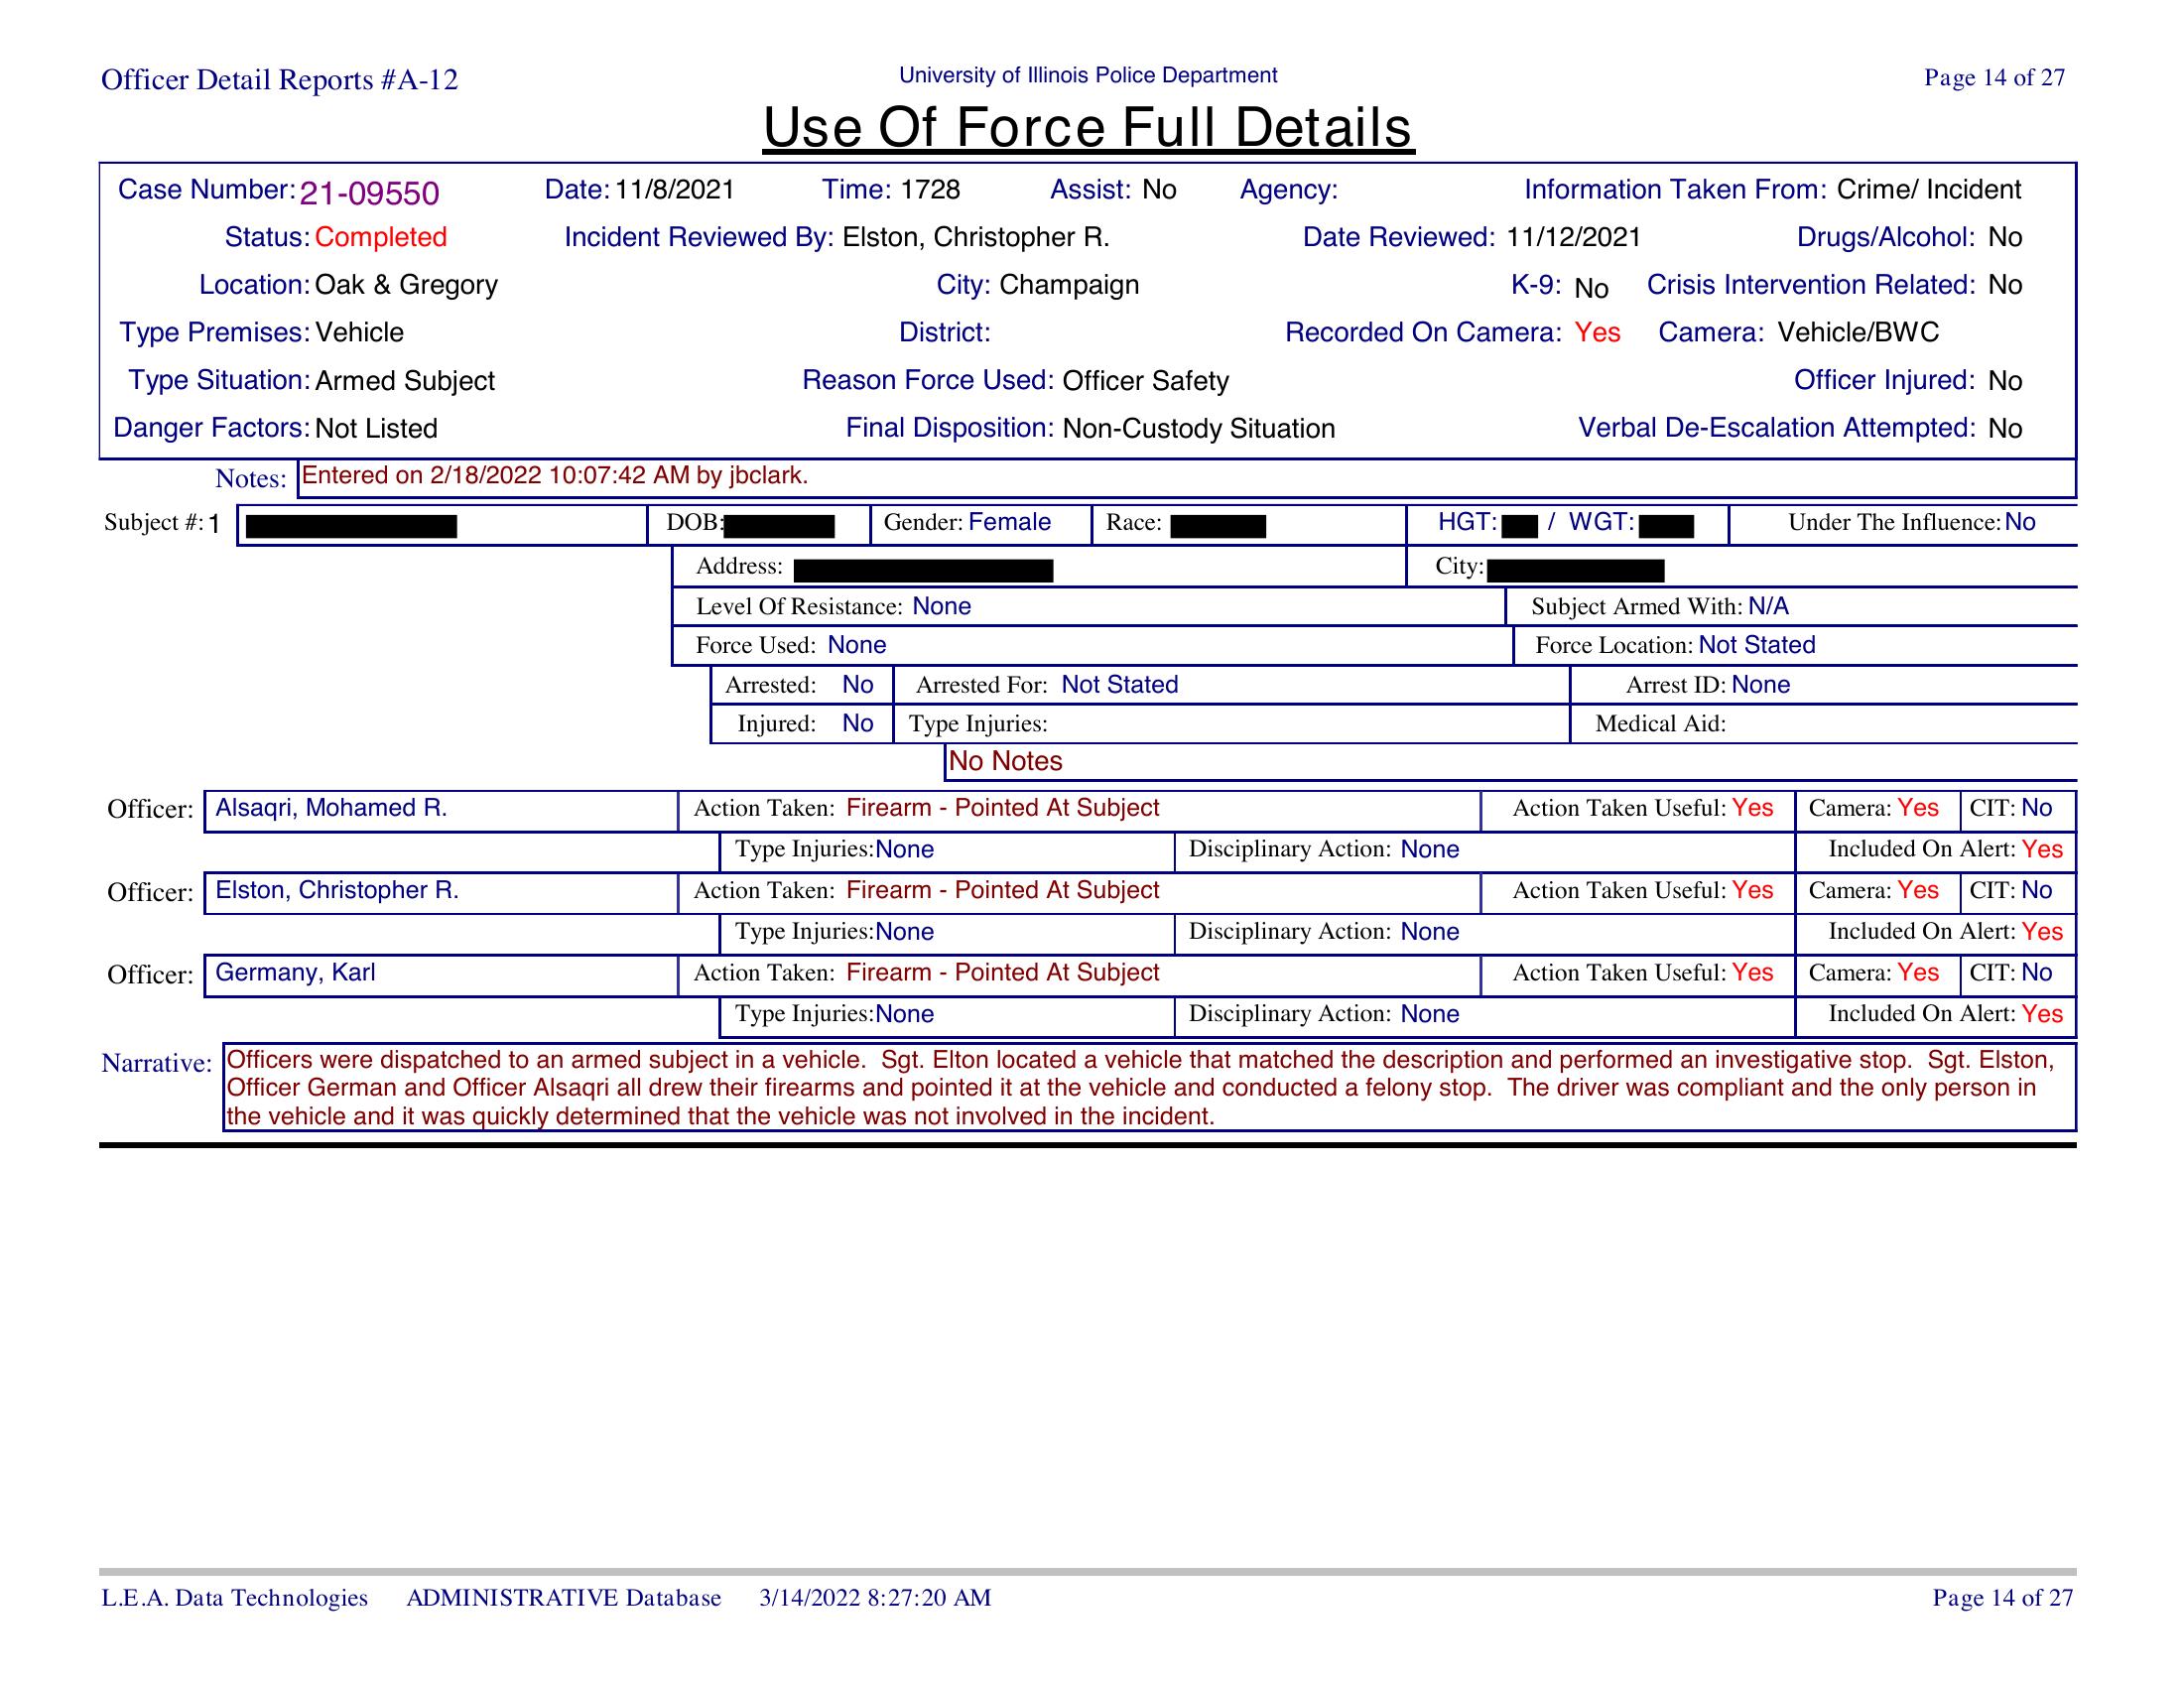 Officer Detail Reports #A-12 University of Illinois Police Department Page 14 of 27
Use Of Force Full Details
Case Number: 21-09550 Date: 11/8/2021 Time: 1728 Assist: No Agency: Information Taken From: Crime/ Incident
Status: Completed Incident Reviewed By: Elston, Christopher R. Date Reviewed: 11/12/2021 Drugs/Alcohol: No
Location: Oak & Gregory City: Champaign K-9: No Crisis Intervention Related: No
Type Premises: Vehicle District: Recorded On Camera: Yes Camera: Vehicle/BWC
Type Situation: Armed Subject Reason Force Used: Officer Safety Officer Injured: No
Danger Factors: Not Listed Final Disposition: Non-Custody Situation Verbal De-Escalation Attempted: No
Notes: Entered on 2/18/2022 10:07:42 AM by jbclark.
Subject #: 1 DOB: Gender: Female Race: HGT: / WGT: Under The Influence: No
Address: City:
Level Of Resistance: None Subject Armed With: N/A
Force Used: None Force Location: Not Stated
Arrested: No Arrested For: Not Stated Arrest ID: None
Injured: No Type Injuries: Medical Aid:
No Notes
Officer: Alsaqri, Mohamed R. Action Taken: Firearm - Pointed At Subject Action Taken Useful: Yes Camera: Yes CIT: No
Type Injuries: None Disciplinary Action: None Included On Alert: Yes
Officer: Elston, Christopher R. Action Taken: Firearm - Pointed At Subject Action Taken Useful: Yes Camera: Yes CIT: No
Type Injuries: None Disciplinary Action: None Included On Alert: Yes
Officer: Germany, Karl Action Taken: Firearm - Pointed At Subject Action Taken Useful: Yes Camera: Yes CIT: No
Type Injuries: None Disciplinary Action: None Included On Alert: Yes
Narrative: Officers were dispatched to an armed subject in a vehicle. Sgt. Elton located a vehicle that matched the description and performed an investigative stop. Sgt. Elston,
Officer German and Officer Alsaqri all drew their firearms and pointed it at the vehicle and conducted a felony stop. The driver was compliant and the only person in
the vehicle and it was quickly determined that the vehicle was not involved in the incident.
L.E.A. Data Technologies ADMINISTRATIVE Database 3/14/2022 8:27:20 AM Page 14 of 27